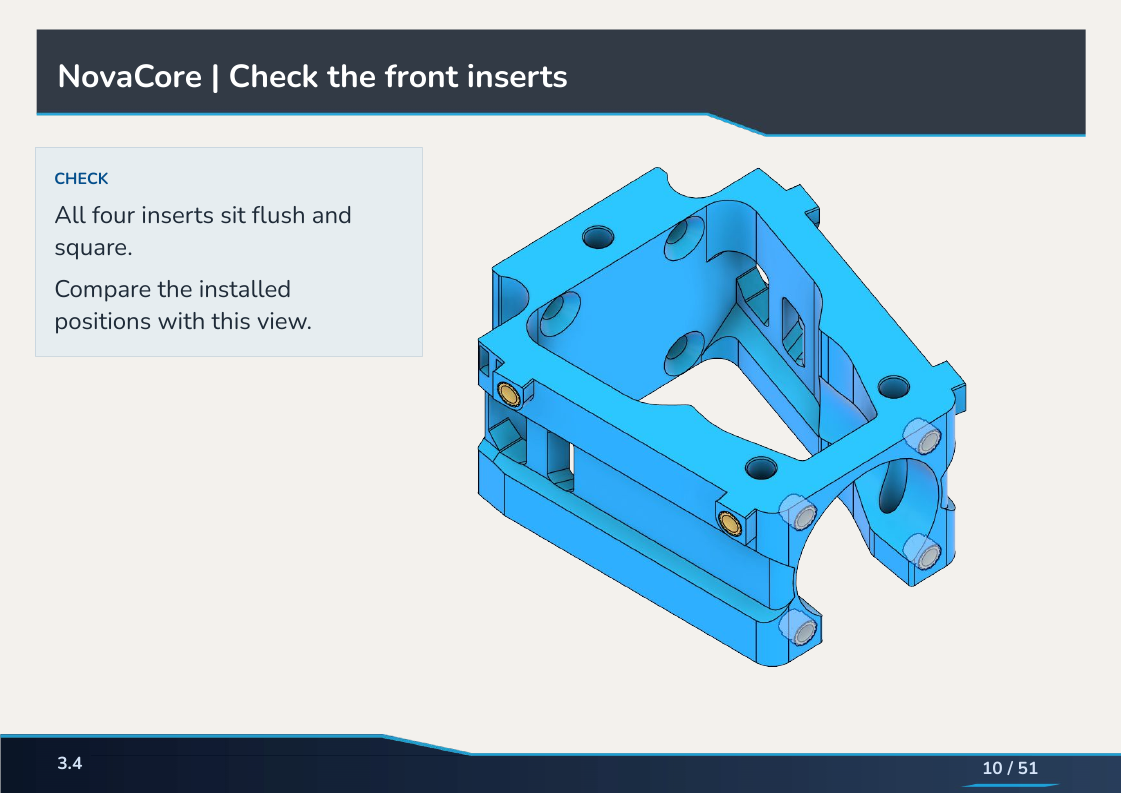 NovaCore | Check the front inserts
CHECK
All four inserts sit flush and
square.
Compare the installed
positions with this view.
3.4
10 / 51